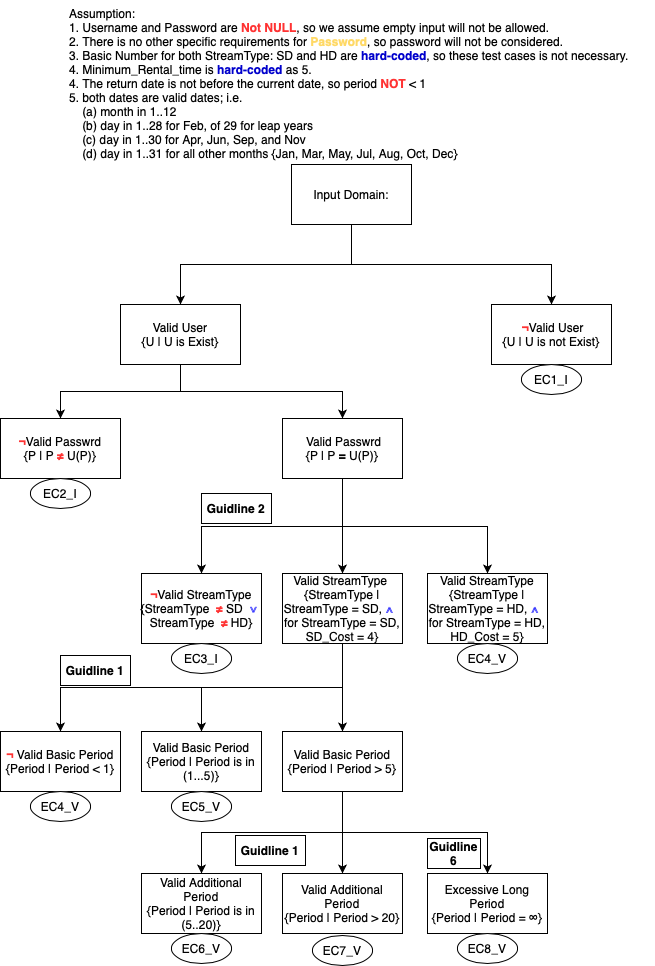 Assumption:
1. Username and Password are Not NULL, so we assume empty input will not be allowed.
2. There is no other specific requirements for Password, so password will not be considered.
3. Basic Number for both StreamType: SD and HD are hard-coded, so these test cases is not necessary.
4. Minimum_Rental_time is hard-coded as 5.
4. The return date is not before the current date, so period NOT < 1
5. both dates are valid dates; i.e.
(a) month in 1..12
(b) day in 1..28 for Feb, of 29 for leap years
(c) day in 1..30 for Apr, Jun, Sep, and Nov
(d) day in 1..31 for all other months {Jan, Mar, May, Jul, Aug, Oct, Dec}
Input Domain:
Valid User
{U | U is Exist}
¬Valid User
{U | U is not Exist}
EC1_I
¬Valid Passwrd
{P | P ≠ U(P)}
EC2_I
Valid Passwrd
{P | P = U(P)}
Guidline 2
¬Valid StreamType
{StreamType ≠ SD ∨
StreamType ≠ HD}
EC3_I
Valid StreamType
{StreamType |
StreamType = SD, ∧
for StreamType = SD,
SD_Cost = 4}
Valid StreamType
{StreamType |
StreamType = HD, ∧
for StreamType = HD,
HD_Cost = 5}
EC4_V
Guidline 1
¬ Valid Basic Period
{Period | Period < 1}
EC4_V
Valid Basic Period
{Period | Period is in
(1...5)}
EC5_V
Valid Basic Period
{Period | Period > 5}
Guidline 1
Guidline
6
Valid Additional
Period
{Period | Period is in
(5..20)}
EC6_V
Valid Additional
Period
{Period | Period > 20}
EC7_V
Excessive Long
Period
{Period | Period = ∞}
EC8_V